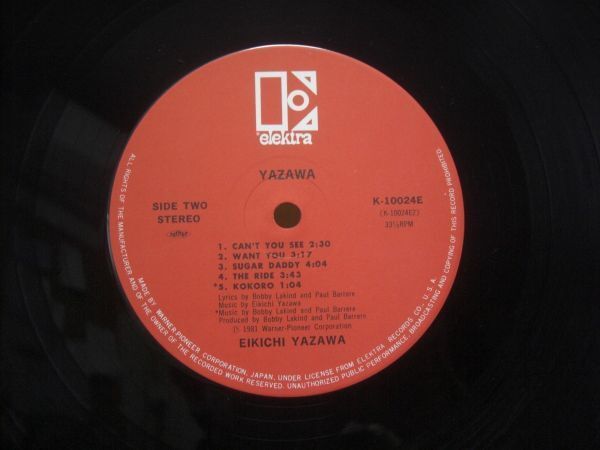 elektra
YAZAWA
SIDE TWO
STEREO
K-10024E
(K-10024E2)
33⅓RPM
1. CAN'T YOU SEE 2:30
2. WANT YOU 3:17
3. SUGAR DADDY 4:04
4. THE RIDE 3:43
*5. KOKORO 1:04
Lyrics by Bobby Lakind and Paul Barrere
Music by Eikichi Yazawa
*Music by Bobby Lakind and Paul Barrere
Produced by Bobby Lakind and Paul Barrere
Ⓟ 1981 Warner-Pioneer Corporation
EIKICHI YAZAWA
MADE BY WARNER-PIONEER CORPORATION, JAPAN. UNDER LICENSE FROM ELEKTRA RECORDS CO., U.S.A.
ALL RIGHTS OF THE MANUFACTURER AND OF THE OWNER OF THE RECORDED WORK RESERVED. UNAUTHORIZED PUBLIC PERFORMANCE, BROADCASTING AND COPYING OF THIS RECORD PROHIBITED